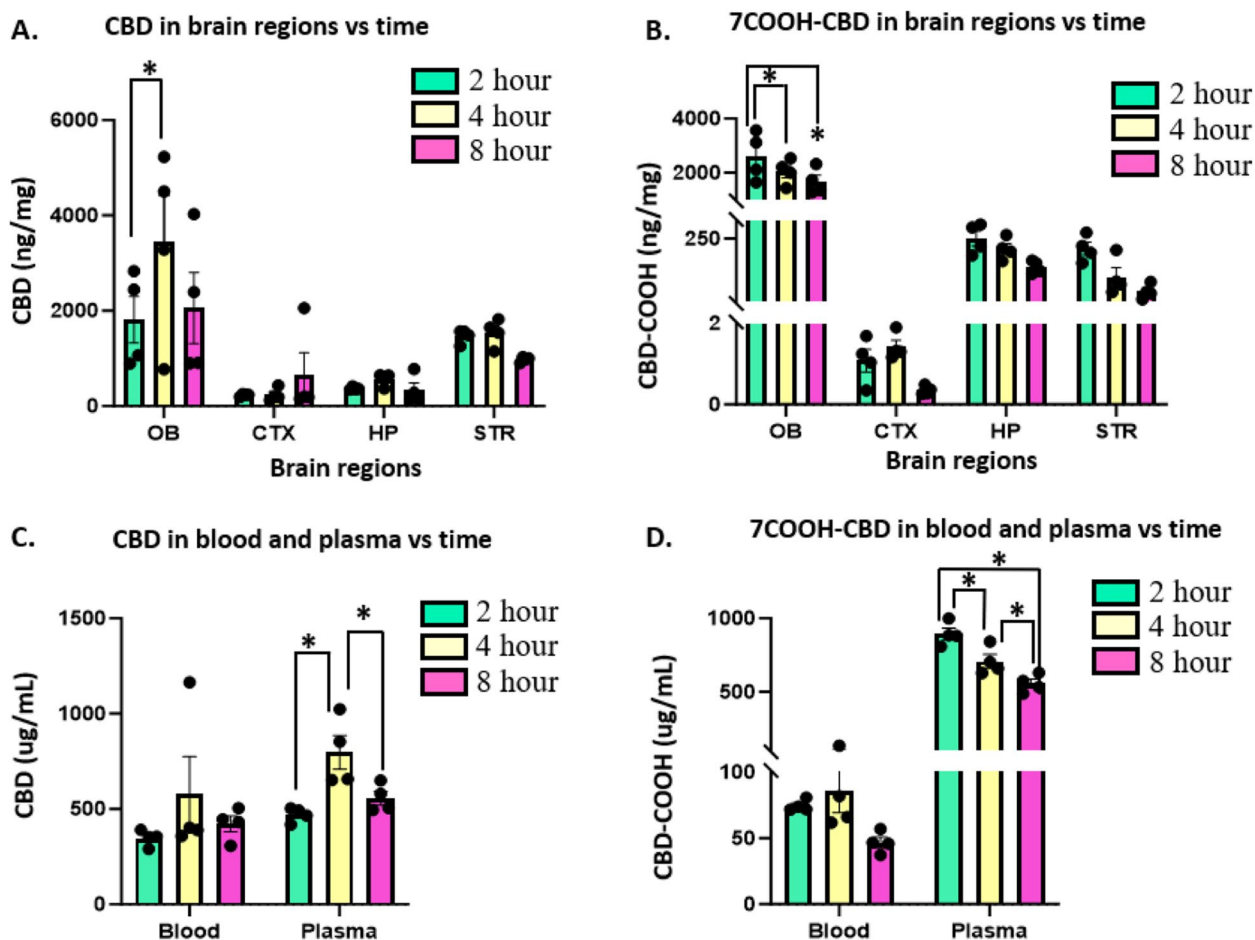 A.
CBD in brain regions vs time
*
2 hour
4 hour
8 hour
6000
4000
2000
0
CBD (ng/mg)
OB
CTX
HP
STR
Brain regions
B.
7COOH-CBD in brain regions vs time
*
*
2 hour
4 hour
8 hour
4000
2000
250
2
0
CBD-COOH (ng/mg)
OB
CTX
HP
STR
Brain regions
C.
CBD in blood and plasma vs time
*
*
2 hour
4 hour
8 hour
1500
1000
500
0
CBD (ug/mL)
Blood
Plasma
D.
7COOH-CBD in blood and plasma vs time
*
*
*
2 hour
4 hour
8 hour
1000
500
100
50
0
CBD-COOH (ug/mL)
Blood
Plasma